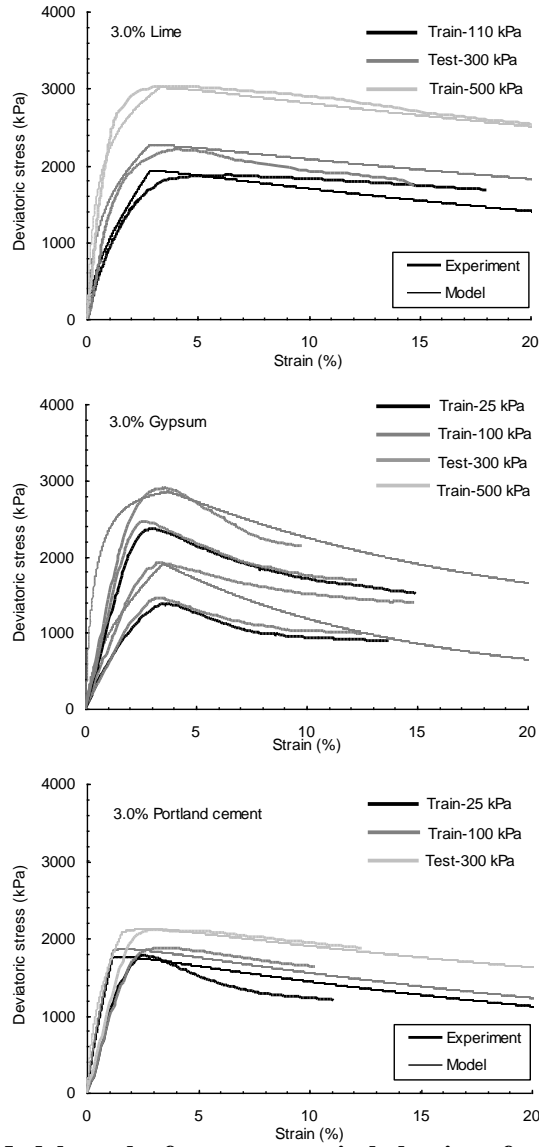 3.0% Lime
Train-110 kPa
Test-300 kPa
Train-500 kPa
Deviatoric stress (kPa)
4000
3000
2000
1000
0
Experiment
Model
0 5 10 15 20
Strain (%)
3.0% Gypsum
Train-25 kPa
Train-100 kPa
Test-300 kPa
Train-500 kPa
Deviatoric stress (kPa)
4000
3000
2000
1000
0
0 5 10 15 20
Strain (%)
3.0% Portland cement
Train-25 kPa
Train-100 kPa
Test-300 kPa
Deviatoric stress (kPa)
4000
3000
2000
1000
0
Experiment
Model
0 5 10 15 20
Strain (%)